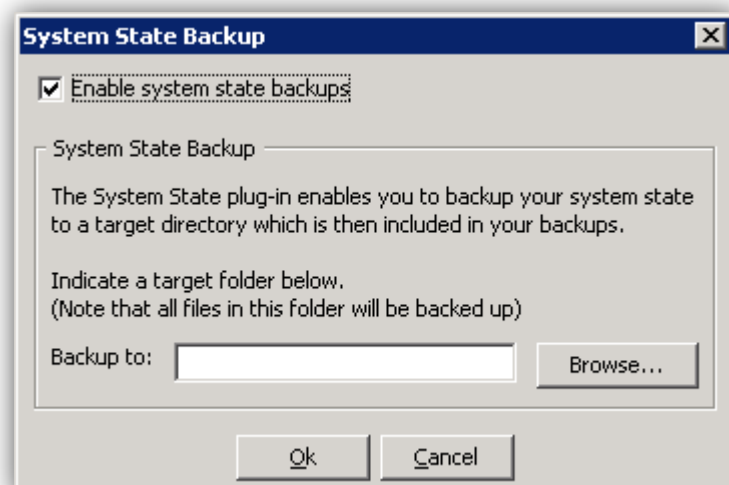 System State Backup
Enable system state backups
System State Backup
The System State plug-in enables you to backup your system state
to a target directory which is then included in your backups.
Indicate a target folder below.
(Note that all files in this folder will be backed up)
Backup to:
Browse...
Ok
Cancel